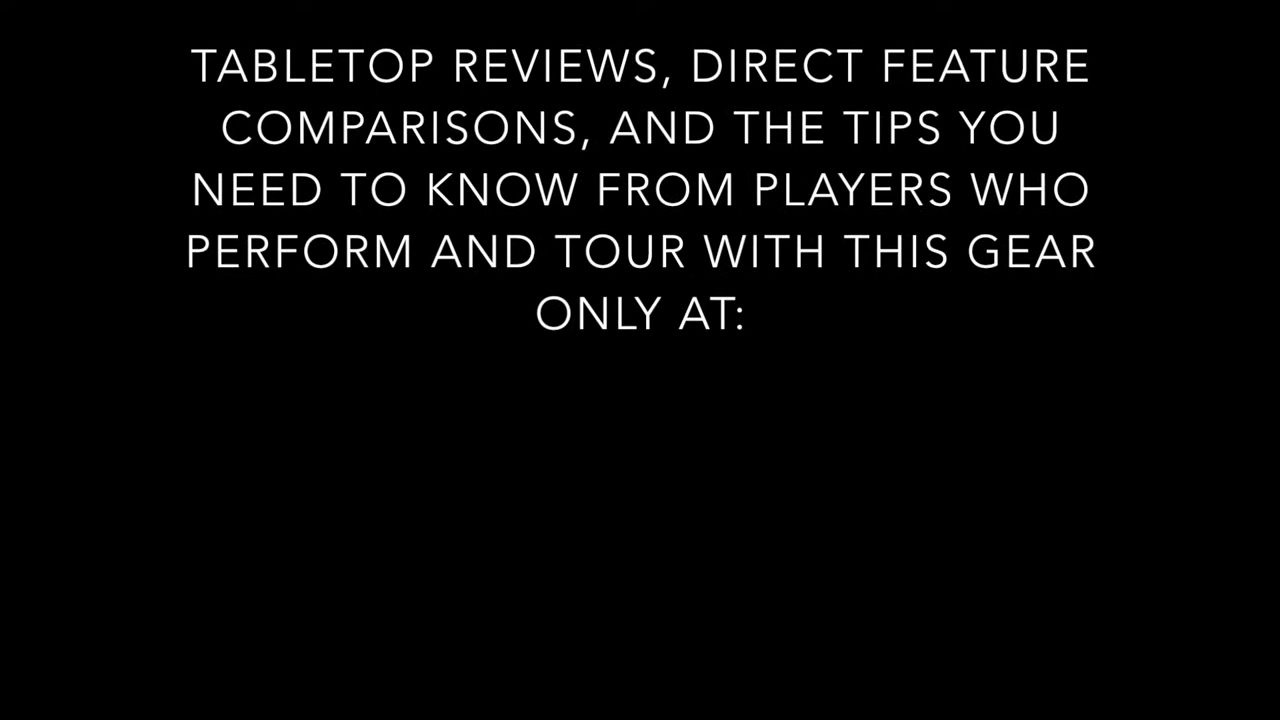 TABLETOP REVIEWS, DIRECT FEATURE
COMPARISONS, AND THE TIPS YOU
NEED TO KNOW FROM PLAYERS WHO
PERFORM AND TOUR WITH THIS GEAR
ONLY AT: